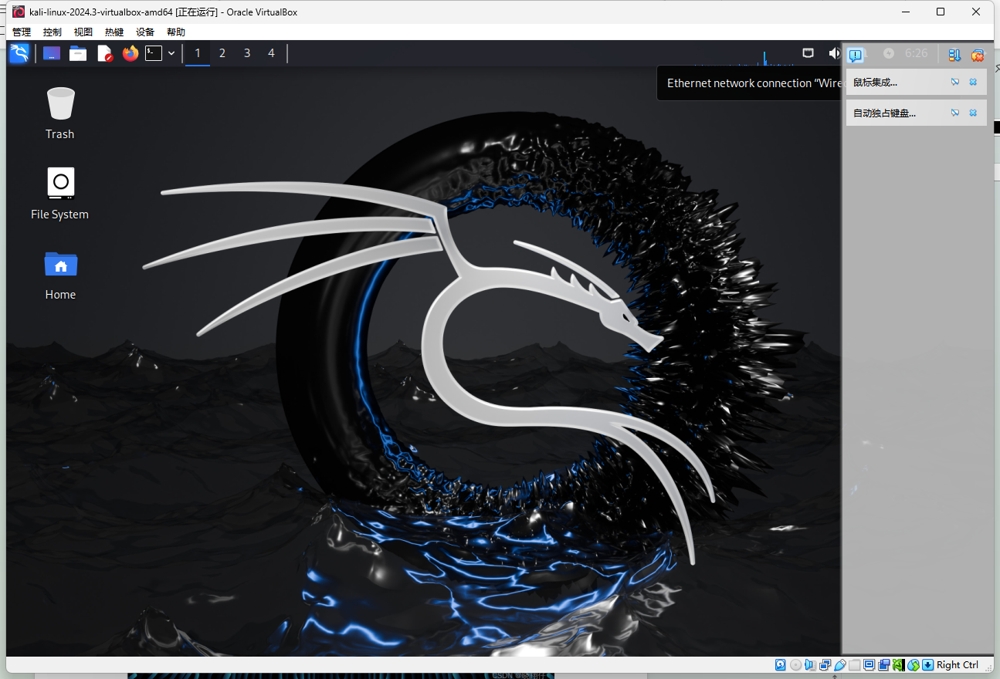 kali-linux-2024.3-virtualbox-amd64 [正在运行] - Oracle VirtualBox
管理 控制 视图 热键 设备 帮助
1 2 3 4
6:26
Ethernet network connection “Wire
鼠标集成...
自动独占键盘...
Trash
File System
Home
Right Ctrl